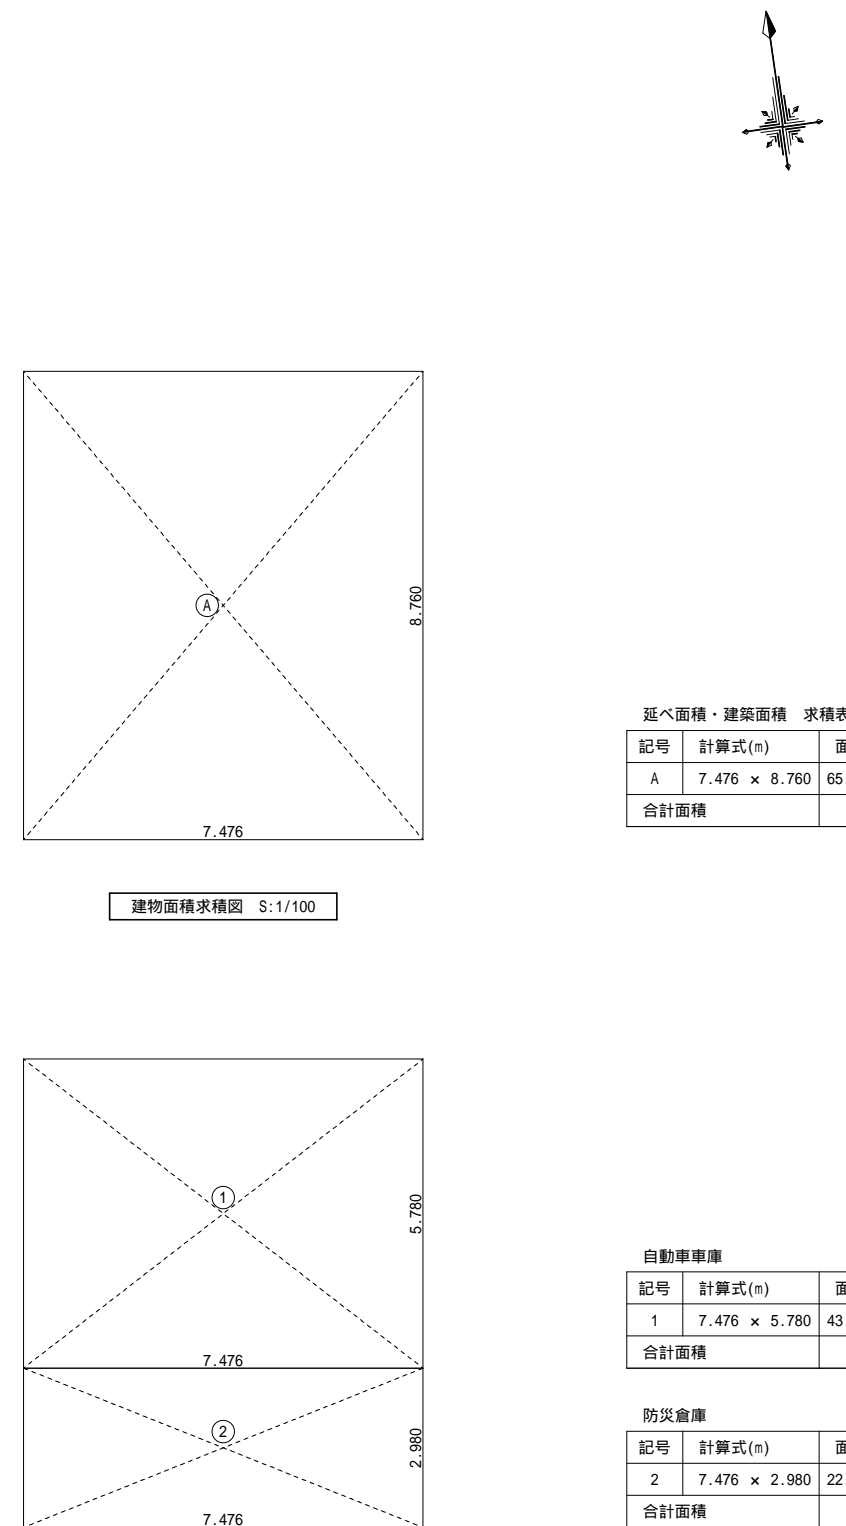 A
8.760
7.476
建物面積求積図 S:1/100
延べ面積・建築面積 求積表
記号 計算式(m) 面
A 7.476 × 8.760 65.
合計面積
1
5.780
7.476
2
2.980
7.476
自動車車庫
記号 計算式(m) 面
1 7.476 × 5.780 43.
合計面積
防災倉庫
記号 計算式(m) 面
2 7.476 × 2.980 22.
合計面積